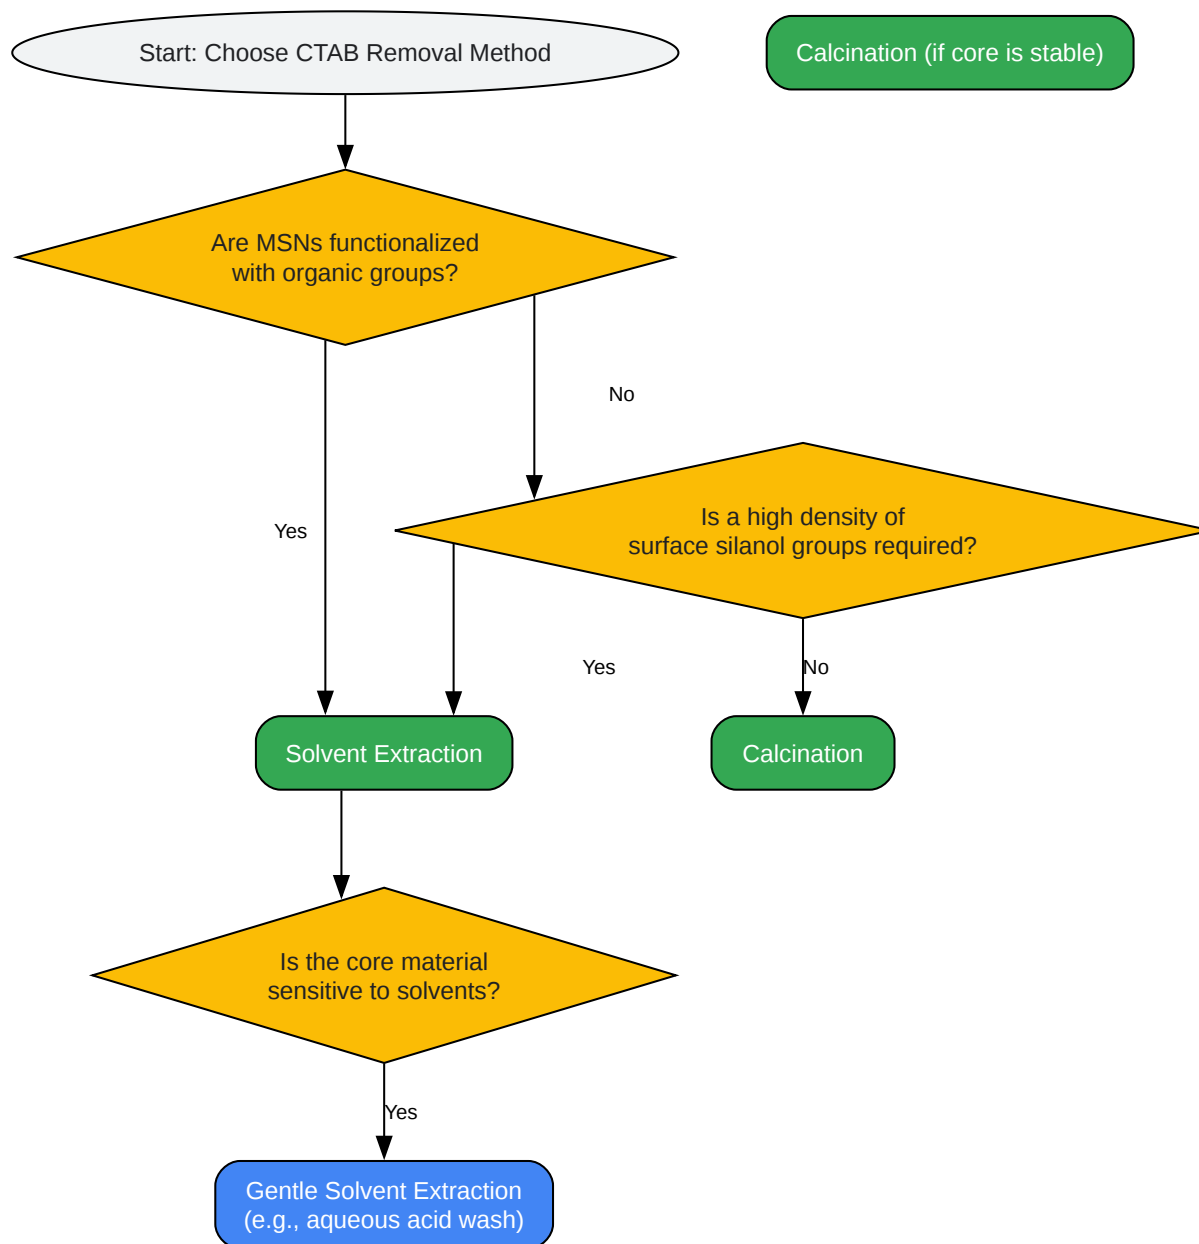 Start: Choose CTAB Removal Method
Calcination (if core is stable)
Are MSNs functionalized
with organic groups?
No
Yes
Is a high density of
surface silanol groups required?
Yes
No
Solvent Extraction
Calcination
Is the core material
sensitive to solvents?
Yes
Gentle Solvent Extraction
(e.g., aqueous acid wash)